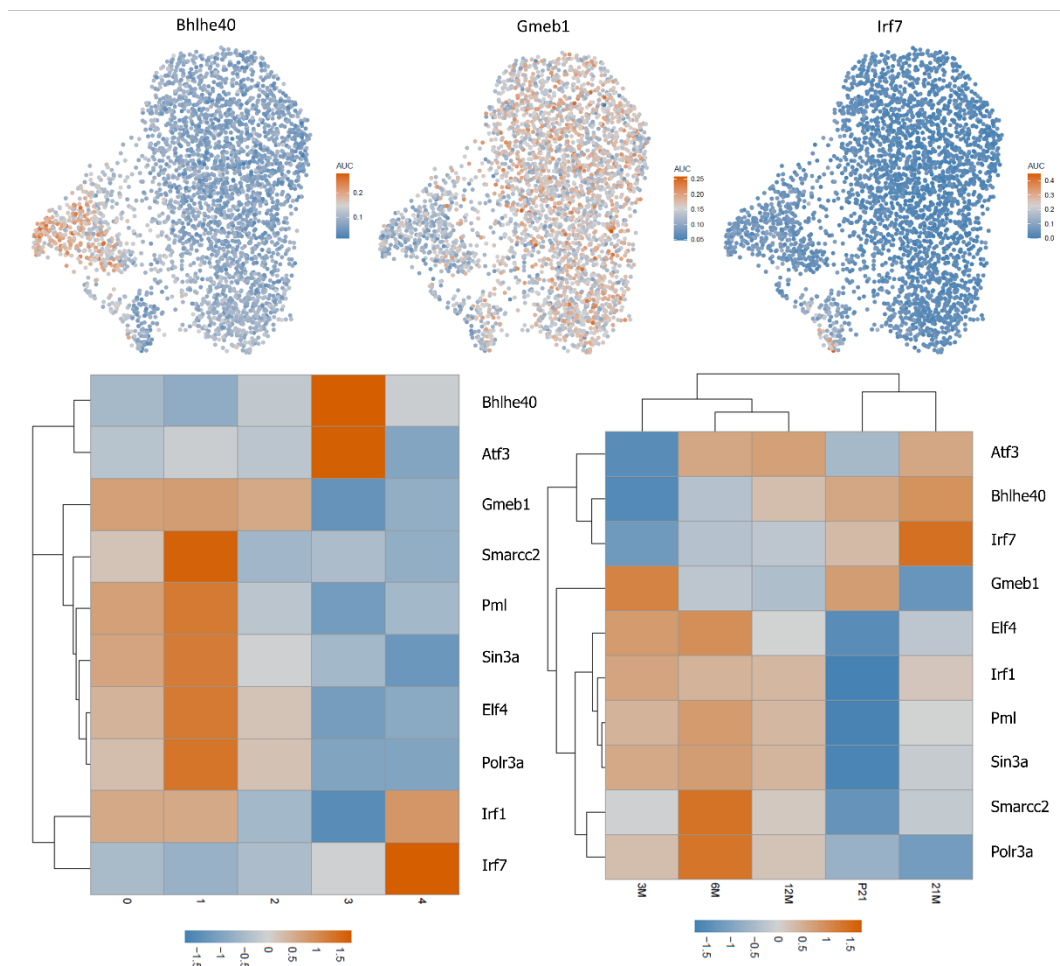 Bhlhe40
Gmeb1
Irf7
AUC
0.2
0.1
AUC
0.25
0.20
0.15
0.10
0.05
AUC
0.4
0.3
0.2
0.1
0.0
Bhlhe40
Atf3
Gmeb1
Smarcc2
Pml
Sin3a
Elf4
Polr3a
Irf1
Irf7
0 1 2 3 4
−1.5 −1 −0.5 0 0.5 1 1.5
Atf3
Bhlhe40
Irf7
Gmeb1
Elf4
Irf1
Pml
Sin3a
Smarcc2
Polr3a
3M 6M 12M P21 21M
−1.5 −1 −0.5 0 0.5 1 1.5